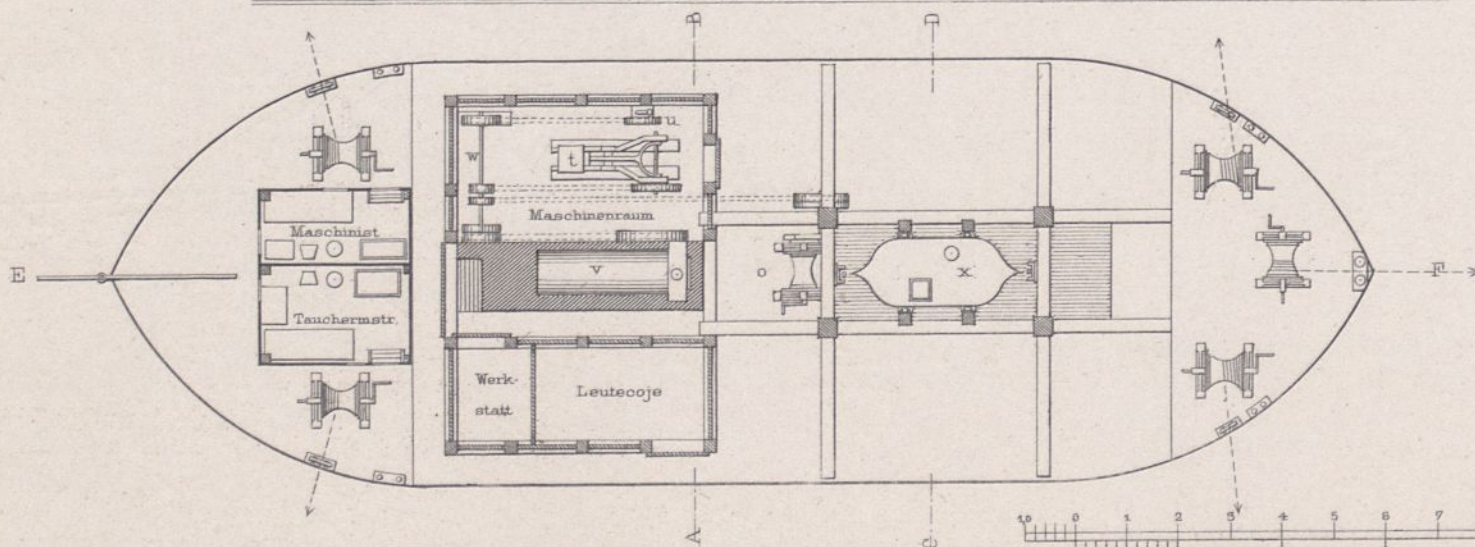 B
D
u
w
t
Maschinenraum
Maschinist
E
v
o
x
F
Tauchermstr.
Werk-
statt
Leutecoje
A
C
10 0 1 2 3 4 5 6 7